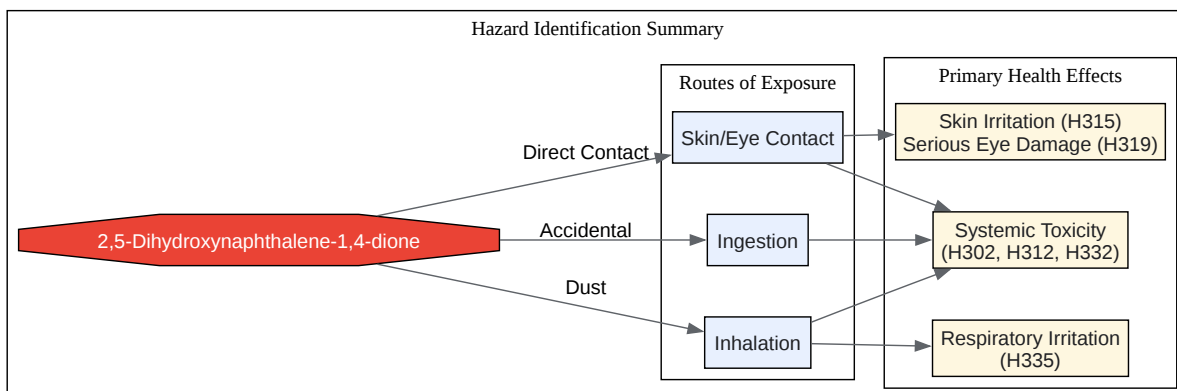 Hazard Identification Summary
Routes of Exposure
Primary Health Effects
2,5-Dihydroxynaphthalene-1,4-dione
Direct Contact
Accidental
Dust
Skin/Eye Contact
Ingestion
Inhalation
Skin Irritation (H315)
Serious Eye Damage (H319)
Systemic Toxicity
(H302, H312, H332)
Respiratory Irritation
(H335)